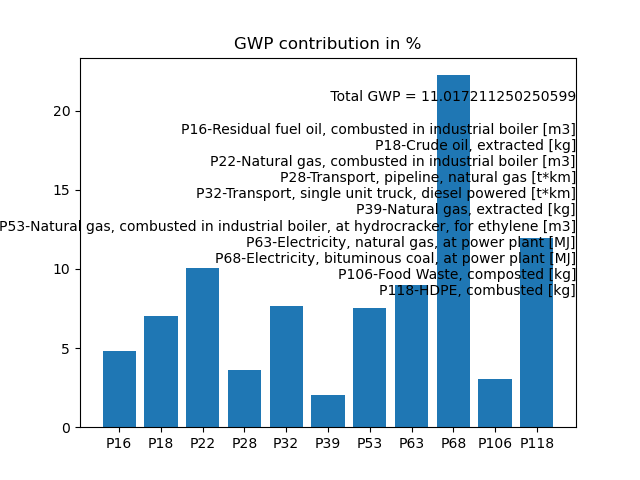 GWP contribution in %
Total GWP = 11.017211250250599
P16-Residual fuel oil, combusted in industrial boiler [m3]
P18-Crude oil, extracted [kg]
P22-Natural gas, combusted in industrial boiler [m3]
P28-Transport, pipeline, natural gas [t*km]
P32-Transport, single unit truck, diesel powered [t*km]
P39-Natural gas, extracted [kg]
P53-Natural gas, combusted in industrial boiler, at hydrocracker, for ethylene [m3]
P63-Electricity, natural gas, at power plant [MJ]
P68-Electricity, bituminous coal, at power plant [MJ]
P106-Food Waste, composted [kg]
P118-HDPE, combusted [kg]
20
15
10
5
0
P16 P18 P22 P28 P32 P39 P53 P63 P68 P106 P118